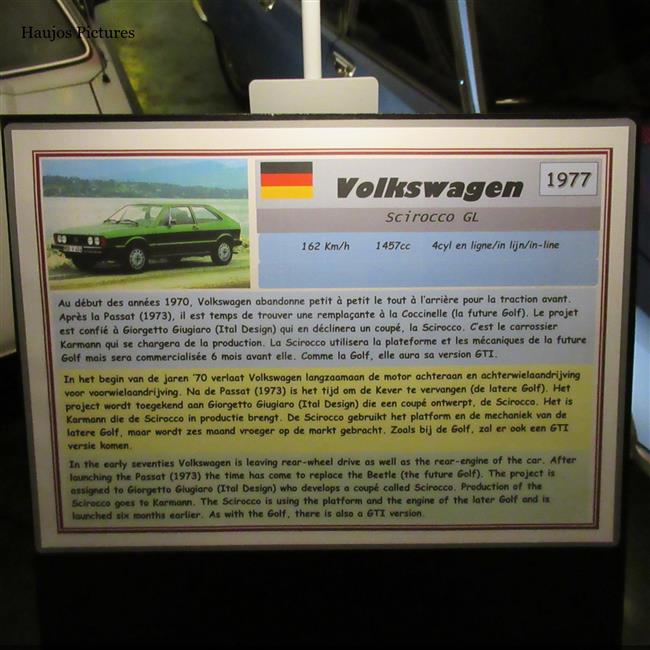 Haujos Pictures
Volkswagen
1977
Scirocco GL
162 Km/h 1457cc 4cyl en ligne/in lijn/in-line
Au début des années 1970, Volkswagen abandonne petit à petit le tout à l'arrière pour la traction avant.
Après la Passat (1973), il est temps de trouver une remplaçante à la Coccinelle (la future Golf). Le projet
est confié à Giorgetto Giugiaro (Ital Design) qui en déclinera un coupé, la Scirocco. C'est le carrossier
Karmann qui se chargera de la production. La Scirocco utilisera la plateforme et les mécaniques de la future
Golf mais sera commercialisée 6 mois avant elle. Comme la Golf, elle aura sa version GTI.
In het begin van de jaren '70 verlaat Volkswagen langzaamaan de motor achteraan en achterwielaandrijving
voor voorwielaandrijving. Na de Passat (1973) is het tijd om de Kever te vervangen (de latere Golf). Het
project wordt toegekend aan Giorgetto Giugiaro (Ital Design) die een coupé ontwerpt, de Scirocco. Het is
Karmann die de Scirocco in productie brengt. De Scirocco gebruikt het platform en de mechaniek van de
latere Golf, maar wordt zes maand vroeger op de markt gebracht. Zoals bij de Golf, zal er ook een GTI
versie komen.
In the early seventies Volkswagen is leaving rear-wheel drive as well as the rear-engine of the car. After
launching the Passat (1973) the time has come to replace the Beetle (the future Golf). The project is
assigned to Giorgetto Giugiaro (Ital Design) who develops a coupé called Scirocco. Production of the
Scirocco goes to Karmann. The Scirocco is using the platform and the engine of the later Golf and is
launched six months earlier. As with the Golf, there is also a GTI version.